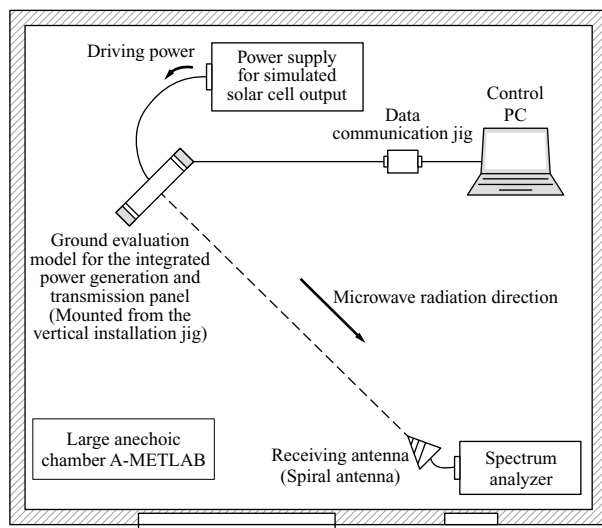 Driving power
Power supply
for simulated
solar cell output
Control
PC
Data
communication jig
Ground evaluation
model for the integrated
power generation and
transmission panel
(Mounted from the
vertical installation jig)
Microwave radiation direction
Large anechoic
chamber A-METLAB
Receiving antenna
(Spiral antenna)
Spectrum
analyzer